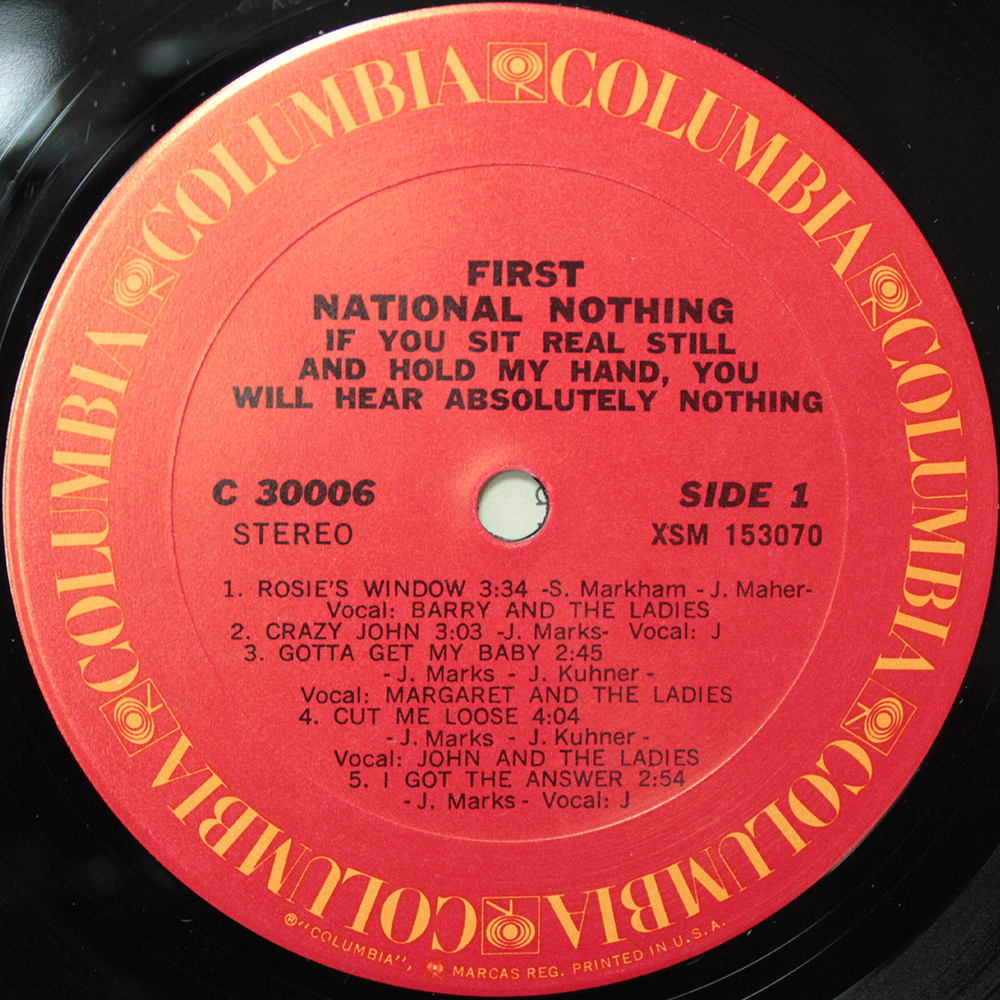 COLUMBIA COLUMBIA COLUMBIA COLUMBIA COLUMBIA COLUMBIA
FIRST
NATIONAL NOTHING
IF YOU SIT REAL STILL
AND HOLD MY HAND, YOU
WILL HEAR ABSOLUTELY NOTHING
C 30006
STEREO
SIDE 1
XSM 153070
1. ROSIE'S WINDOW 3:34 -S. Markham - J. Maher-
Vocal: BARRY AND THE LADIES
2. CRAZY JOHN 3:03 -J. Marks- Vocal: J
3. GOTTA GET MY BABY 2:45
- J. Marks - J. Kuhner -
Vocal: MARGARET AND THE LADIES
4. CUT ME LOOSE 4:04
- J. Marks - J. Kuhner -
Vocal: JOHN AND THE LADIES
5. I GOT THE ANSWER 2:54
- J. Marks - Vocal: J
®"COLUMBIA", MARCAS REG. PRINTED IN U.S.A.